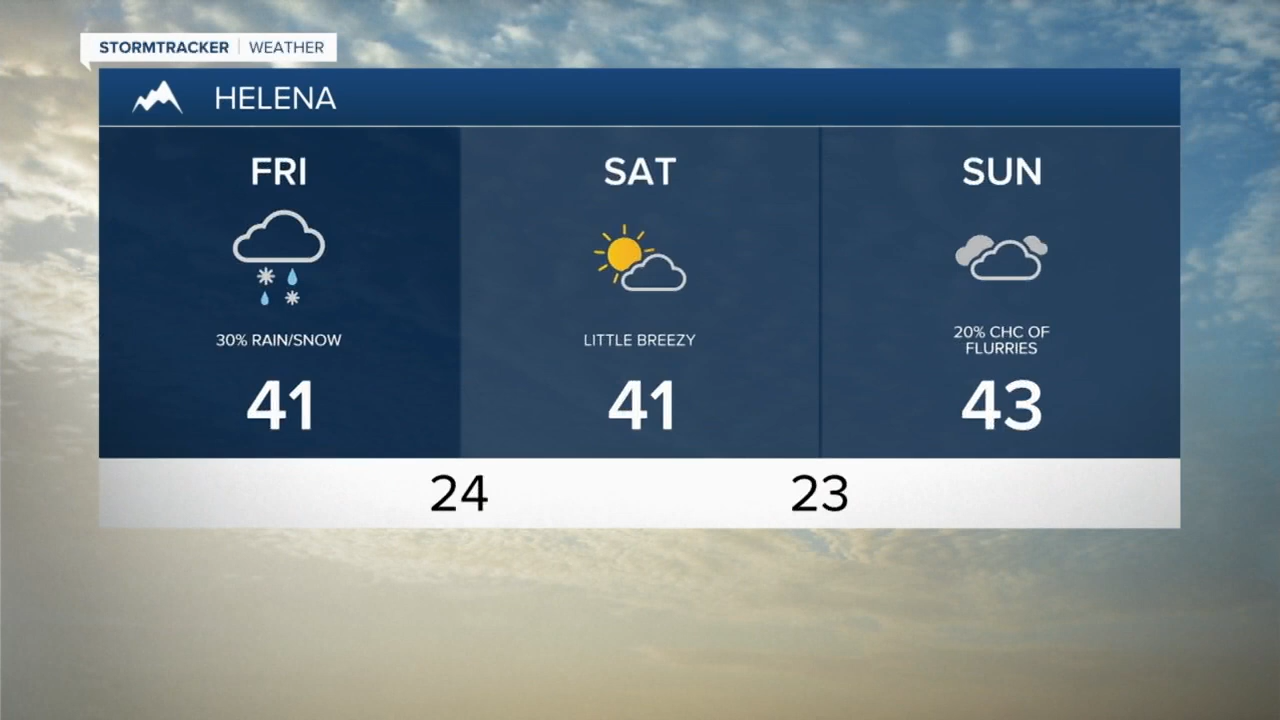 STORMTRACKER | WEATHER
HELENA
FRI
30% RAIN/SNOW
41
SAT
LITTLE BREEZY
41
SUN
20% CHC OF
FLURRIES
43
24
23